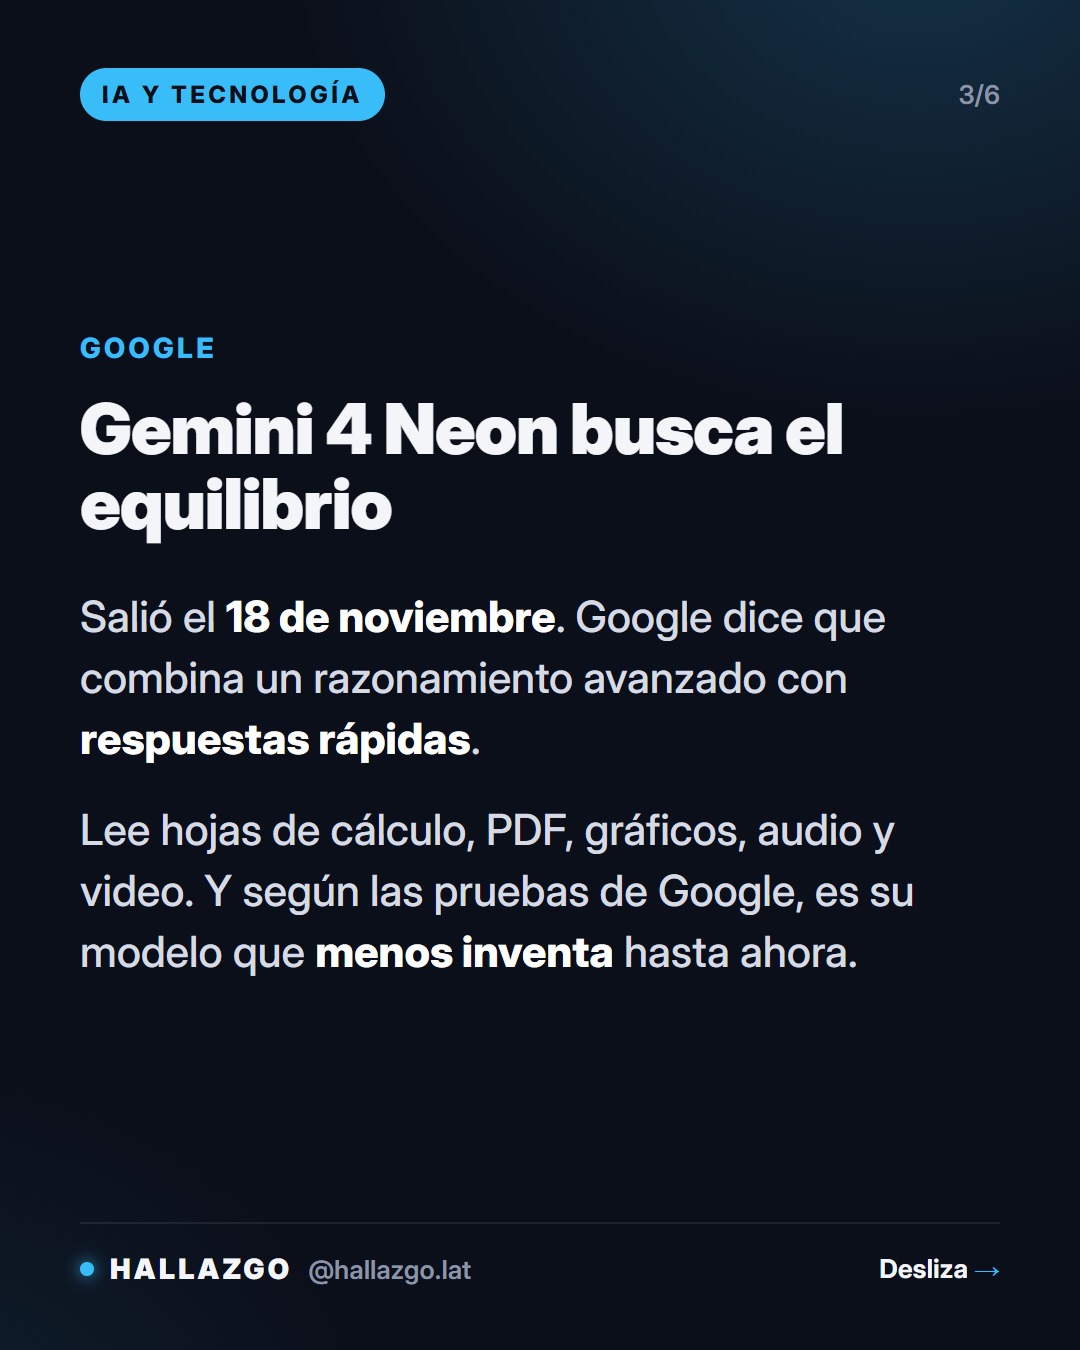 IA Y TECNOLOGÍA
3/6
GOOGLE
Gemini 4 Neon busca el
equilibrio
Salió el 18 de noviembre. Google dice que
combina un razonamiento avanzado con
respuestas rápidas.
Lee hojas de cálculo, PDF, gráficos, audio y
video. Y según las pruebas de Google, es su
modelo que menos inventa hasta ahora.
HALLAZGO @hallazgo.lat
Desliza →